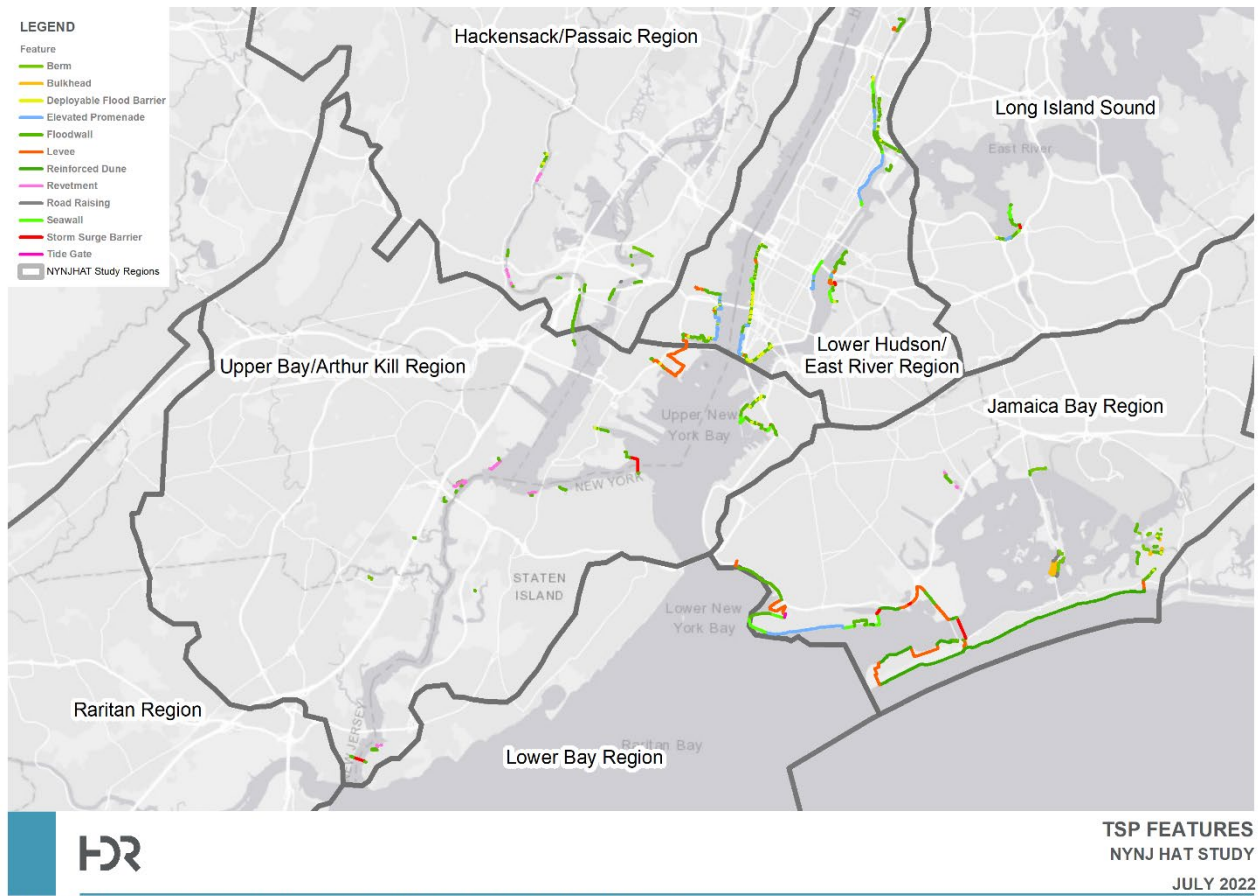 LEGEND
Feature
Berm
Bulkhead
Deployable Flood Barrier
Elevated Promenade
Floodwall
Levee
Reinforced Dune
Revetment
Road Raising
Seawall
Storm Surge Barrier
Tide Gate
NYNJHAT Study Regions
Hackensack/Passaic Region
Long Island Sound
East River
Upper Bay/Arthur Kill Region
Lower Hudson/
East River Region
Jamaica Bay Region
Upper New
York Bay
NEW YORK
STATEN
ISLAND
Lower New
York Bay
Raritan Region
NEW JERSEY
Lower Bay Region
Raritan Bay
HDR
TSP FEATURES
NYNJ HAT STUDY
JULY 2022